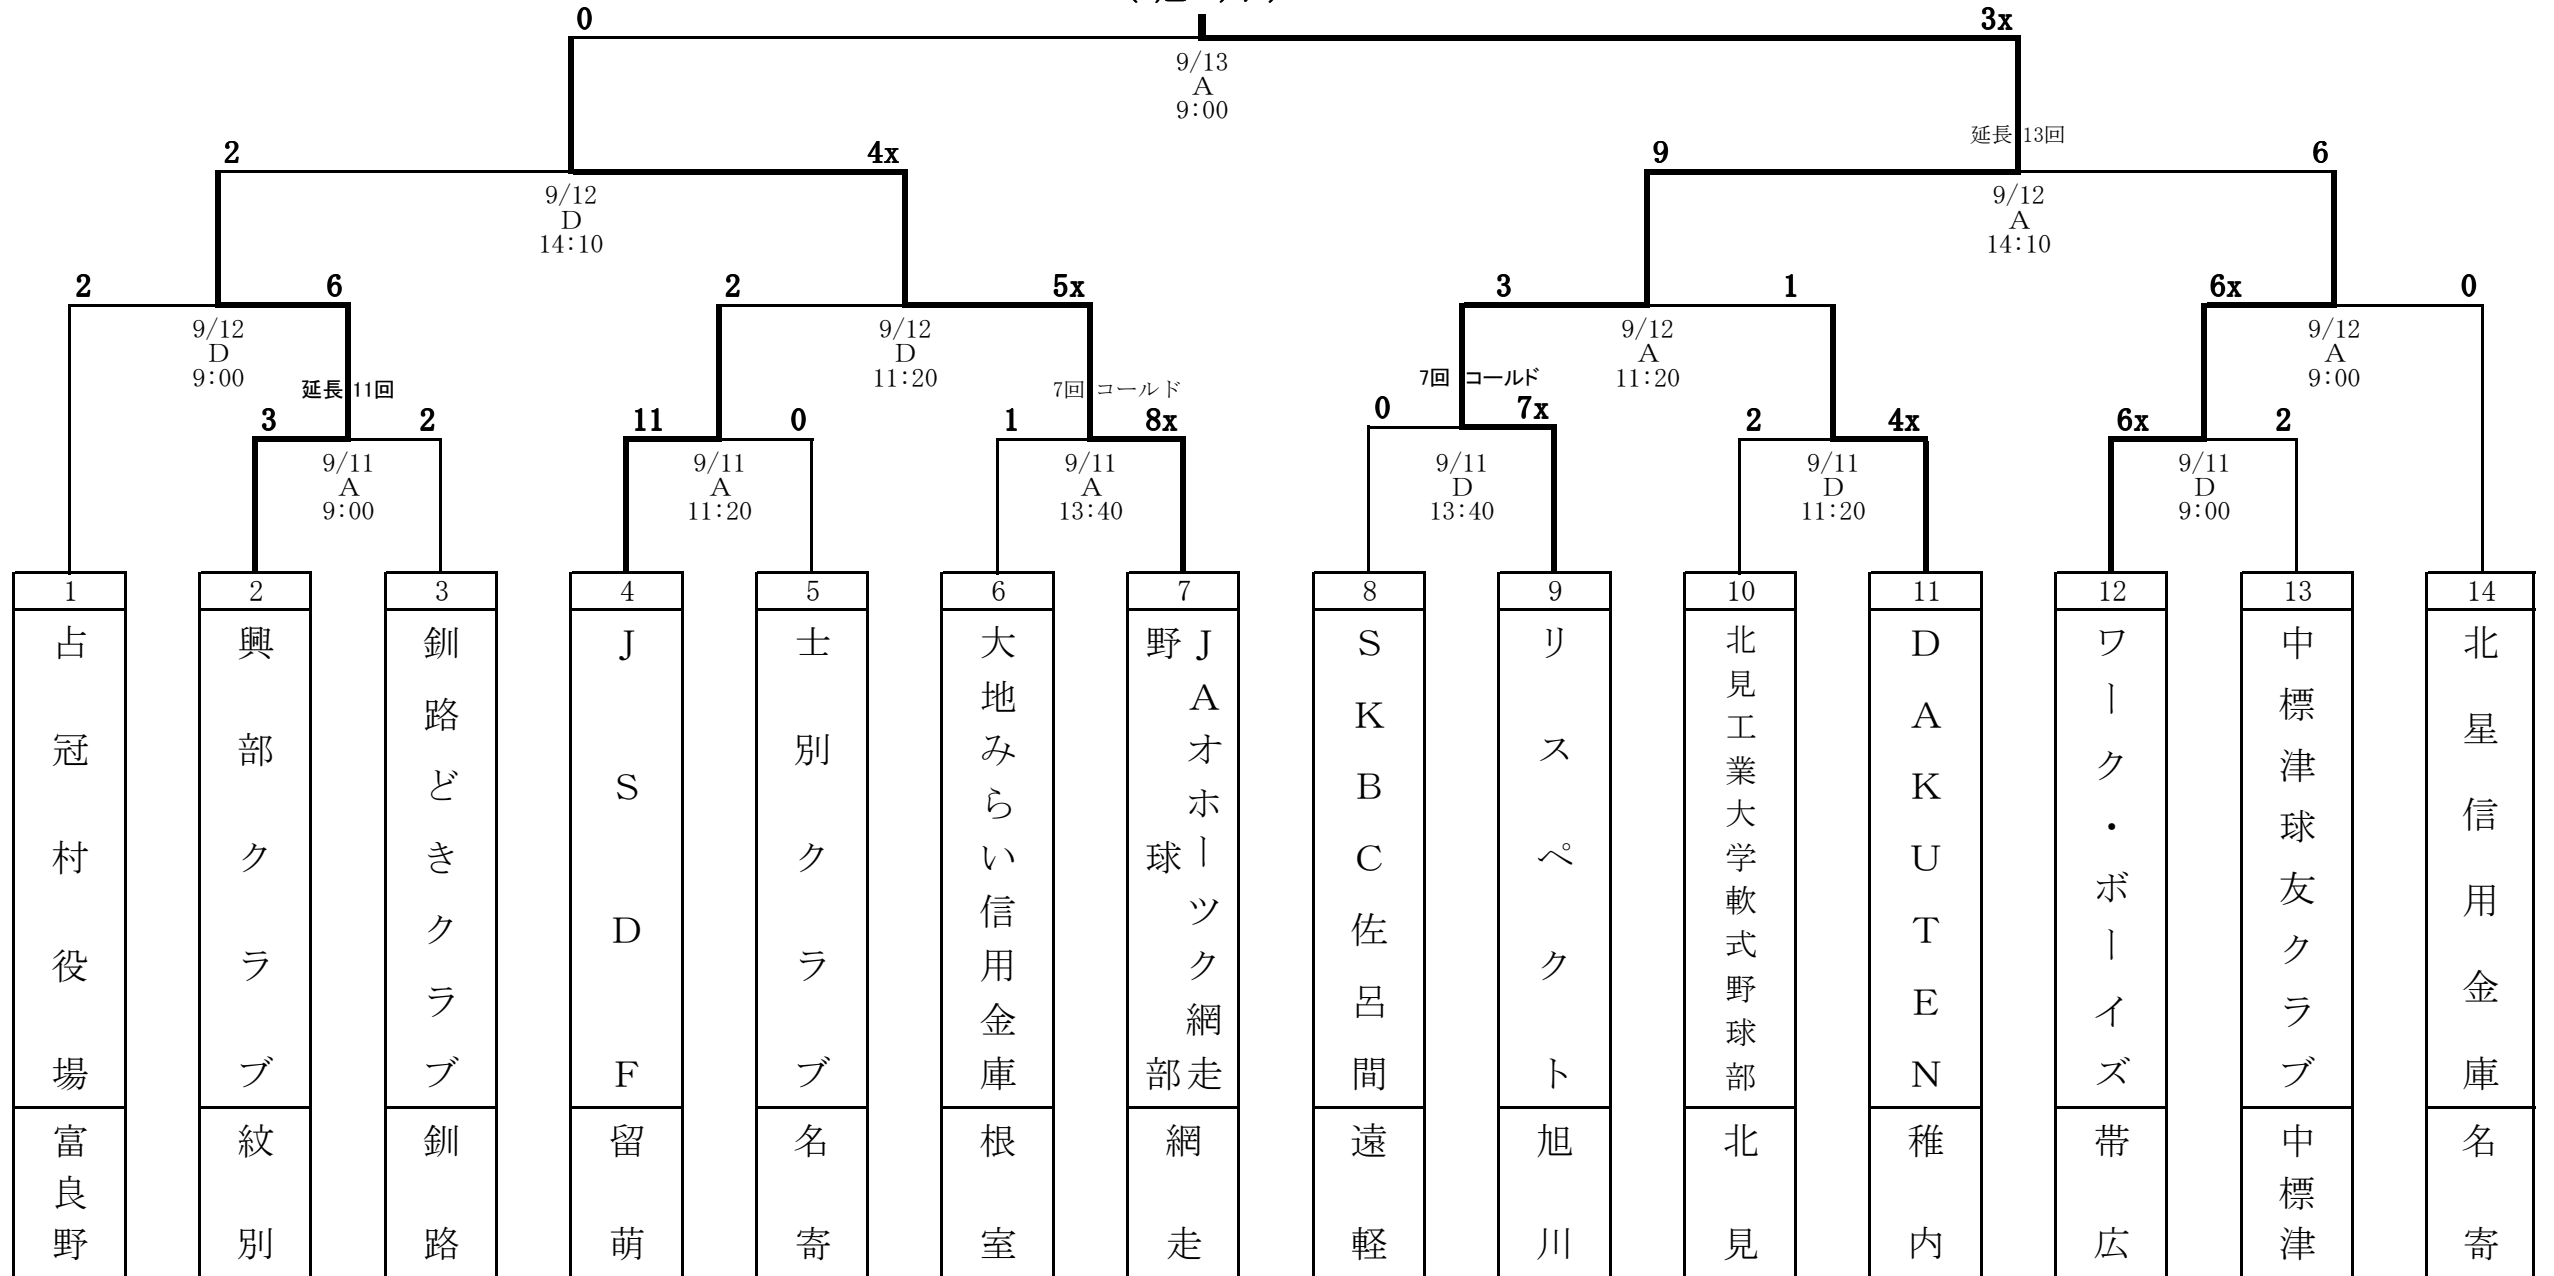 0 3x
9/13
A
9:00
延長 13回
2 4x 9 6
9/12
D
14:10
9/12
A
14:10
2 6 2 5x 3 1 6x 0
9/12
D
9:00
9/12
D
11:20
9/12
A
11:20
9/12
A
9:00
延長 11回
7回 コールド
7回 コールド
3 2 11 0 1 8x 0 7x 2 4x 6x 2
9/11
A
9:00
9/11
A
11:20
9/11
A
13:40
9/11
D
13:40
9/11
D
11:20
9/11
D
9:00
1 2 3 4 5 6 7 8 9 10 11 12 13 14
占冠村役場
興部クラブ
釧路どきクラブ
JSDF
士別クラブ
大地みらい信用金庫
JAオホーツク網走
野球部
SKBC佐呂間
リスペクト
北見工業大学軟式野球部
DAKUTEN
ワーク・ボーイズ
中標津球友クラブ
北星信用金庫
富良野
紋別
釧路
留萌
名寄
根室
網走
遠軽
旭川
北見
稚内
帯広
中標津
名寄